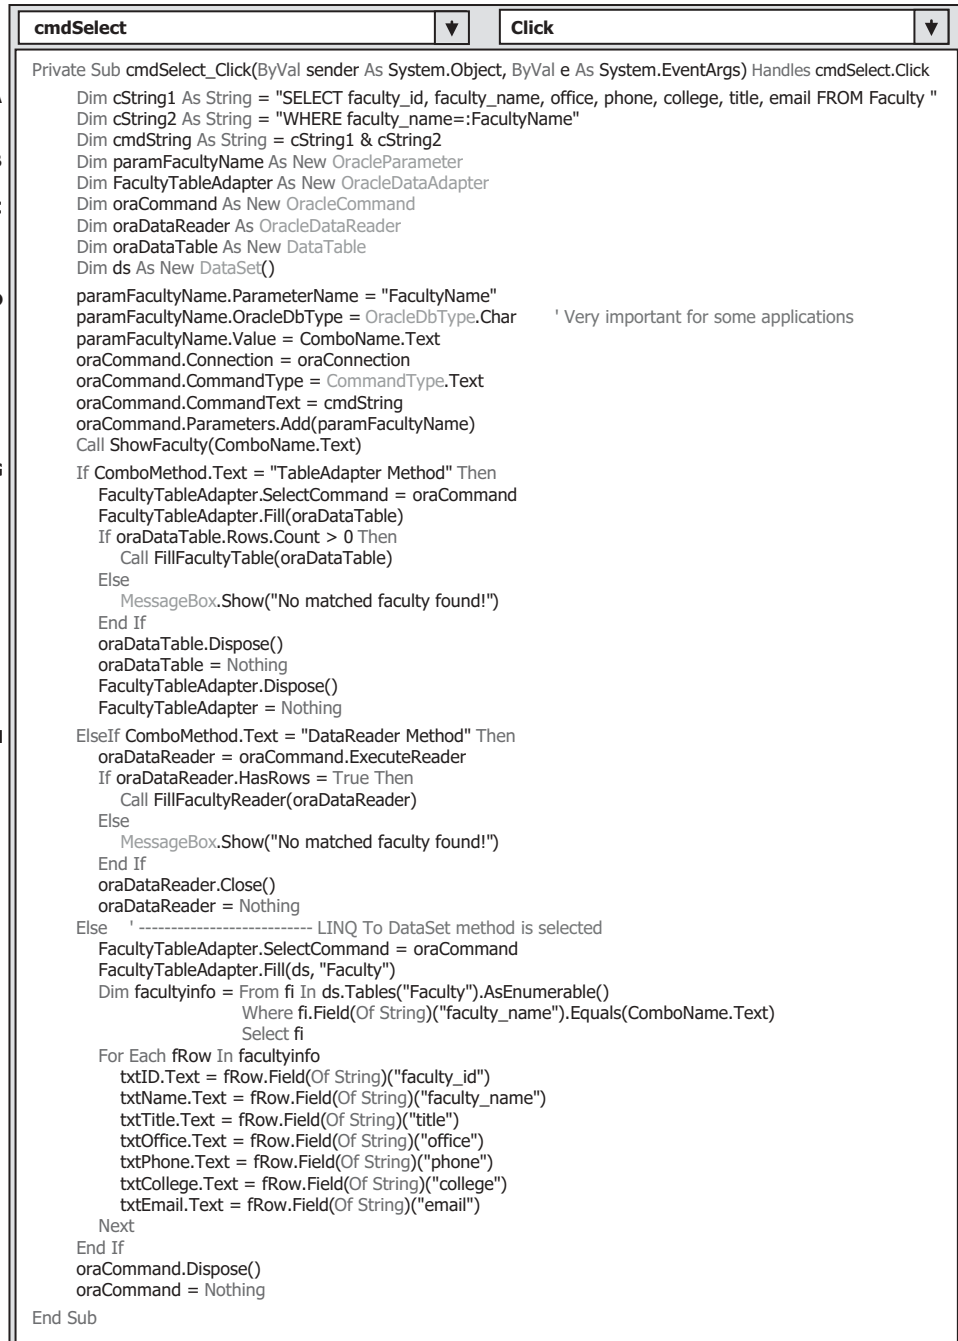 cmdSelect Click
Private Sub cmdSelect_Click(ByVal sender As System.Object, ByVal e As System.EventArgs) Handles cmdSelect.Click
Dim cString1 As String = "SELECT faculty_id, faculty_name, office, phone, college, title, email FROM Faculty "
Dim cString2 As String = "WHERE faculty_name=:FacultyName"
Dim cmdString As String = cString1 & cString2
Dim paramFacultyName As New OracleParameter
Dim FacultyTableAdapter As New OracleDataAdapter
Dim oraCommand As New OracleCommand
Dim oraDataReader As OracleDataReader
Dim oraDataTable As New DataTable
Dim ds As New DataSet()
paramFacultyName.ParameterName = "FacultyName"
paramFacultyName.OracleDbType = OracleDbType.Char ' Very important for some applications
paramFacultyName.Value = ComboName.Text
oraCommand.Connection = oraConnection
oraCommand.CommandType = CommandType.Text
oraCommand.CommandText = cmdString
oraCommand.Parameters.Add(paramFacultyName)
Call ShowFaculty(ComboName.Text)
If ComboMethod.Text = "TableAdapter Method" Then
FacultyTableAdapter.SelectCommand = oraCommand
FacultyTableAdapter.Fill(oraDataTable)
If oraDataTable.Rows.Count > 0 Then
Call FillFacultyTable(oraDataTable)
Else
MessageBox.Show("No matched faculty found!")
End If
oraDataTable.Dispose()
oraDataTable = Nothing
FacultyTableAdapter.Dispose()
FacultyTableAdapter = Nothing
ElseIf ComboMethod.Text = "DataReader Method" Then
oraDataReader = oraCommand.ExecuteReader
If oraDataReader.HasRows = True Then
Call FillFacultyReader(oraDataReader)
Else
MessageBox.Show("No matched faculty found!")
End If
oraDataReader.Close()
oraDataReader = Nothing
Else ' --------------------------- LINQ To DataSet method is selected
FacultyTableAdapter.SelectCommand = oraCommand
FacultyTableAdapter.Fill(ds, "Faculty")
Dim facultyinfo = From fi In ds.Tables("Faculty").AsEnumerable()
Where fi.Field(Of String)("faculty_name").Equals(ComboName.Text)
Select fi
For Each fRow In facultyinfo
txtID.Text = fRow.Field(Of String)("faculty_id")
txtName.Text = fRow.Field(Of String)("faculty_name")
txtTitle.Text = fRow.Field(Of String)("title")
txtOffice.Text = fRow.Field(Of String)("office")
txtPhone.Text = fRow.Field(Of String)("phone")
txtCollege.Text = fRow.Field(Of String)("college")
txtEmail.Text = fRow.Field(Of String)("email")
Next
End If
oraCommand.Dispose()
oraCommand = Nothing
End Sub